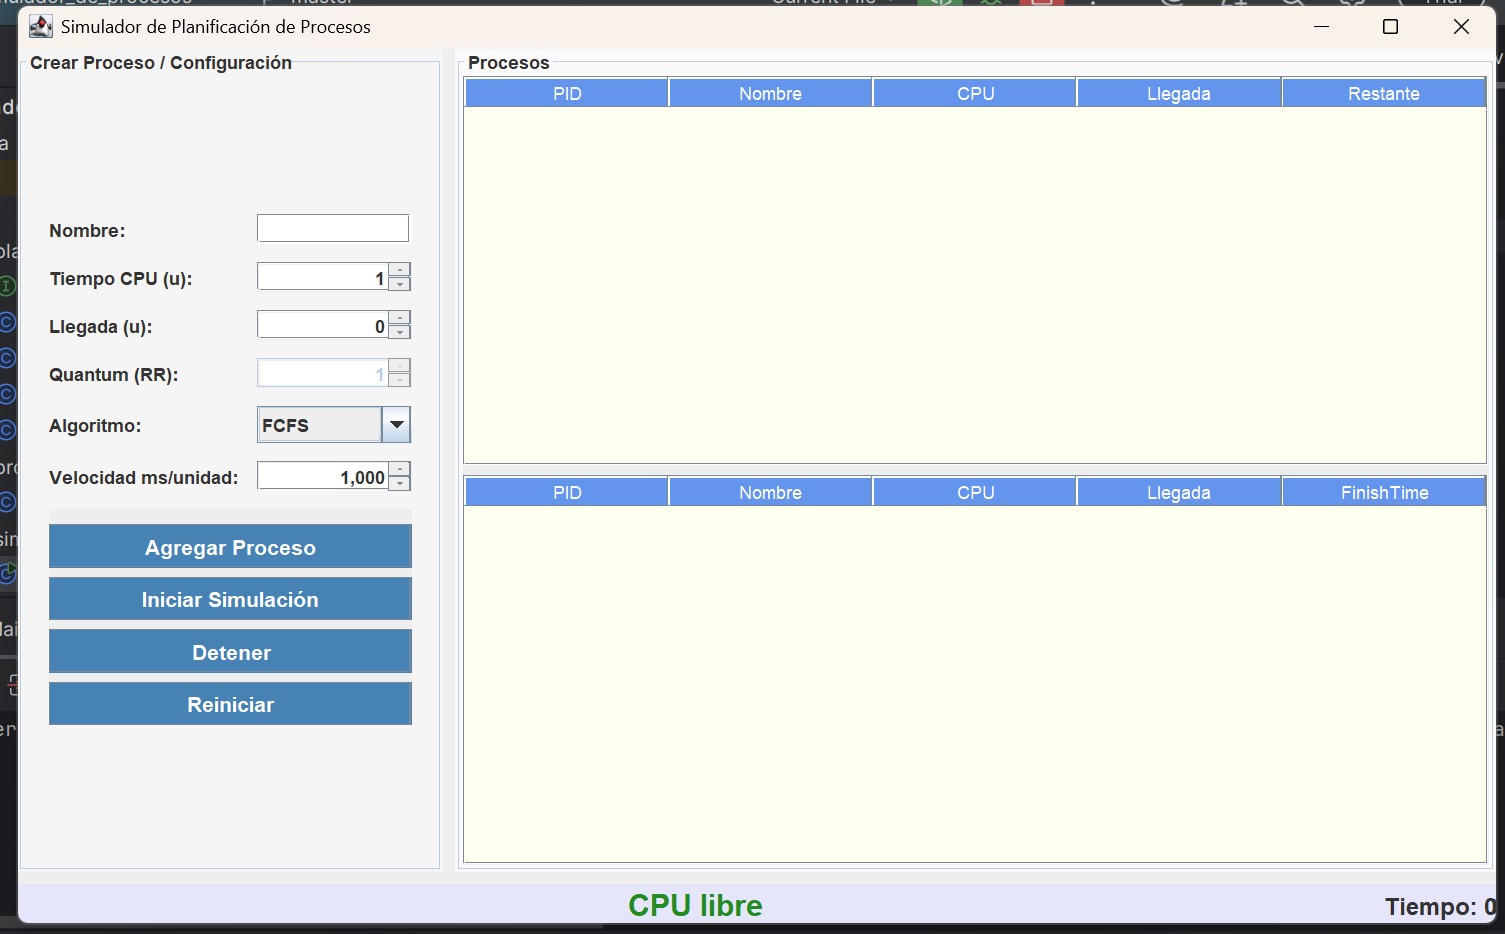 Simulador de Planificación de Procesos
Crear Proceso / Configuración
Nombre:
Tiempo CPU (u): 1
Llegada (u): 0
Quantum (RR): 1
Algoritmo: FCFS
Velocidad ms/unidad: 1,000
Agregar Proceso
Iniciar Simulación
Detener
Reiniciar
Procesos
PID Nombre CPU Llegada Restante
PID Nombre CPU Llegada FinishTime
CPU libre
Tiempo: 0